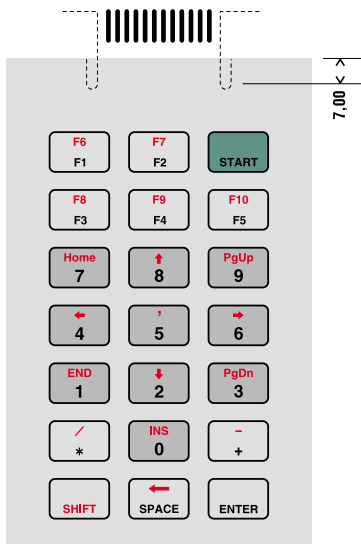 7,00
F6 F7
F1 F2 START
F8 F9 F10
F3 F4 F5
Home ↑ PgUp
7 8 9
← ' →
4 5 6
END ↓ PgDn
1 2 3
/ INS -
* 0 +
←
SHIFT SPACE ENTER